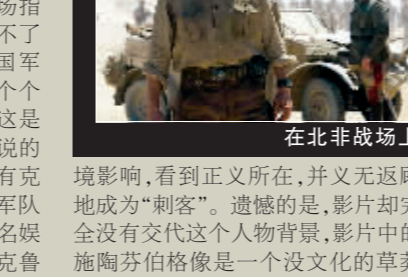 场指
不了
国军
个个
这是
说的
有克
军队
名娱
克鲁
在北非战场上
境影响,看到正义所在,并义无返顾
地成为“刺客”。遗憾的是,影片却完
全没有交代这个人物背景,影片中的
施陶芬伯格像是一个没文化的草莽